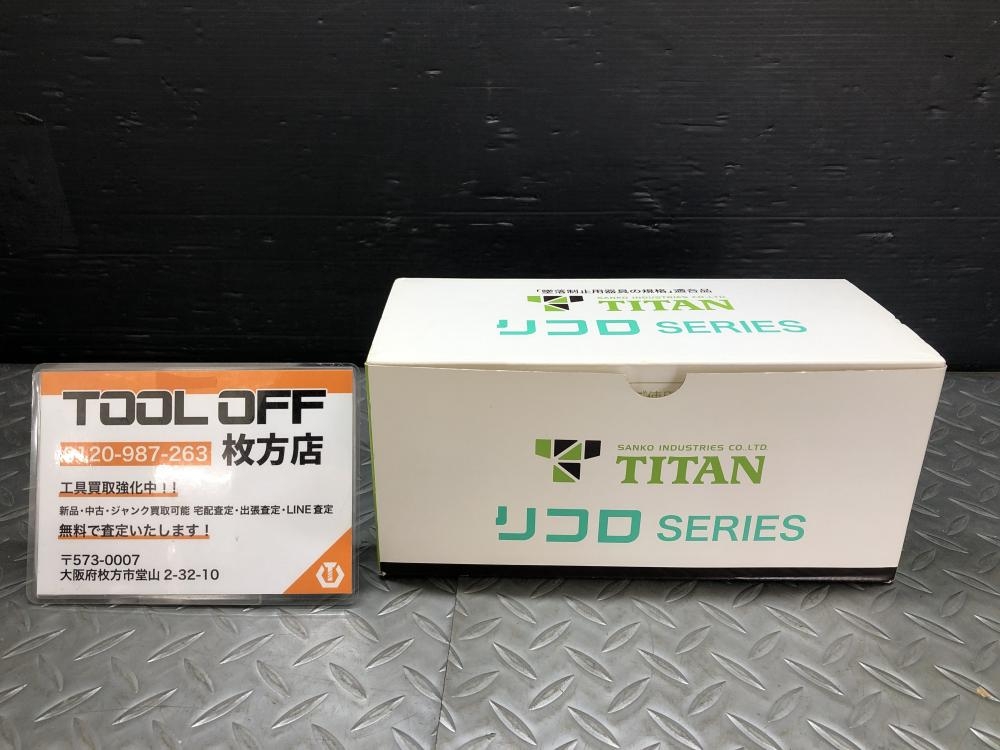 TOOL OFF
0120-987-263 枚方店
工具買取強化中！！
新品・中古・ジャンク買取可能 宅配査定・出張査定・LINE査定
無料で査定いたします！
〒573-0007
大阪府枚方市堂山 2-32-10
「墜落制止用器具の規格」適合品
SANKO INDUSTRIES CO.,LTD.
TITAN
リコロ SERIES
SANKO INDUSTRIES CO.,LTD.
TITAN
リコロ SERIES